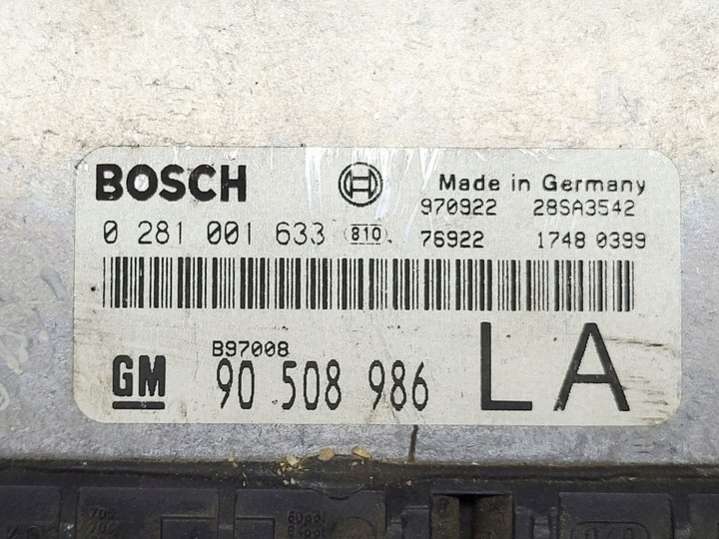 BOSCH Made in Germany
970922 28SA3542
0 281 001 633 810 76922 1748 0399
B97008
GM 90 508 986 LA